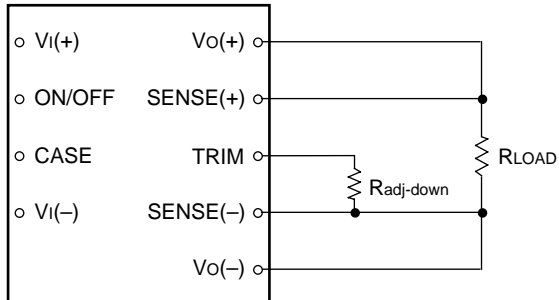 VI(+) VO(+)
ON/OFF SENSE(+)
CASE TRIM RLOAD
Radj-down
VI(–) SENSE(–)
VO(–)